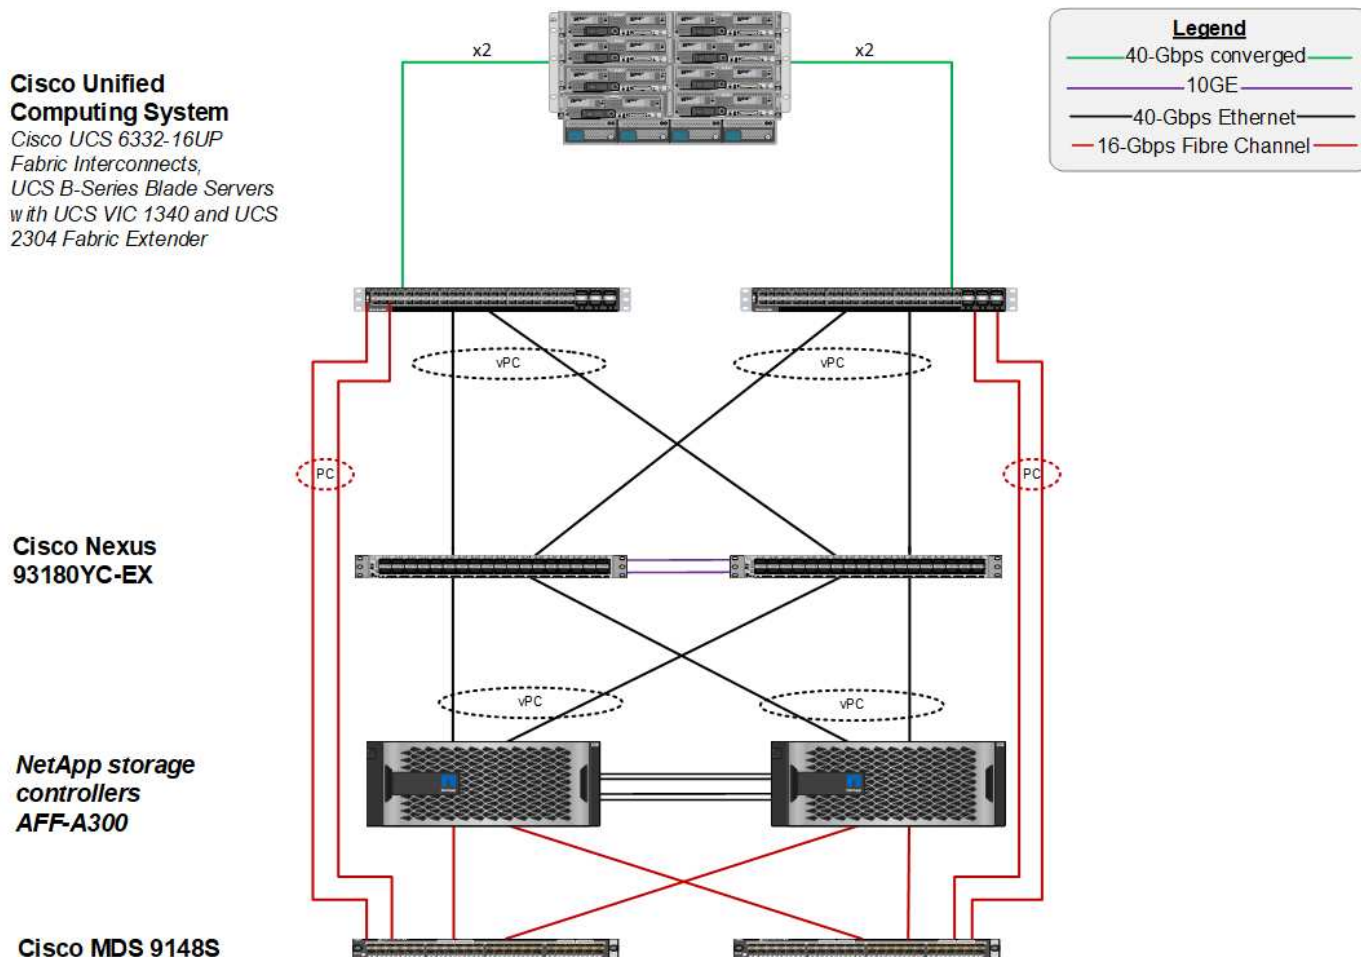 x2
x2
Legend
40-Gbps converged
10GE
40-Gbps Ethernet
16-Gbps Fibre Channel
Cisco Unified
Computing System
Cisco UCS 6332-16UP
Fabric Interconnects,
UCS B-Series Blade Servers
with UCS VIC 1340 and UCS
2304 Fabric Extender
vPC
vPC
PC
PC
Cisco Nexus
93180YC-EX
vPC
vPC
NetApp storage
controllers
AFF-A300
Cisco MDS 9148S